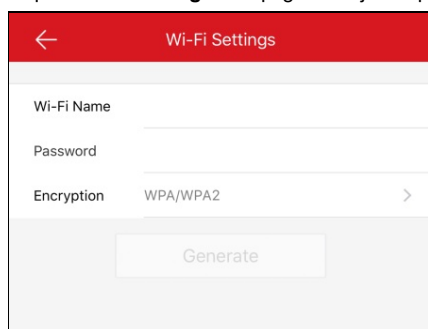 Wi-Fi Settings
Wi-Fi Name
Password
Encryption WPA/WPA2
Generate